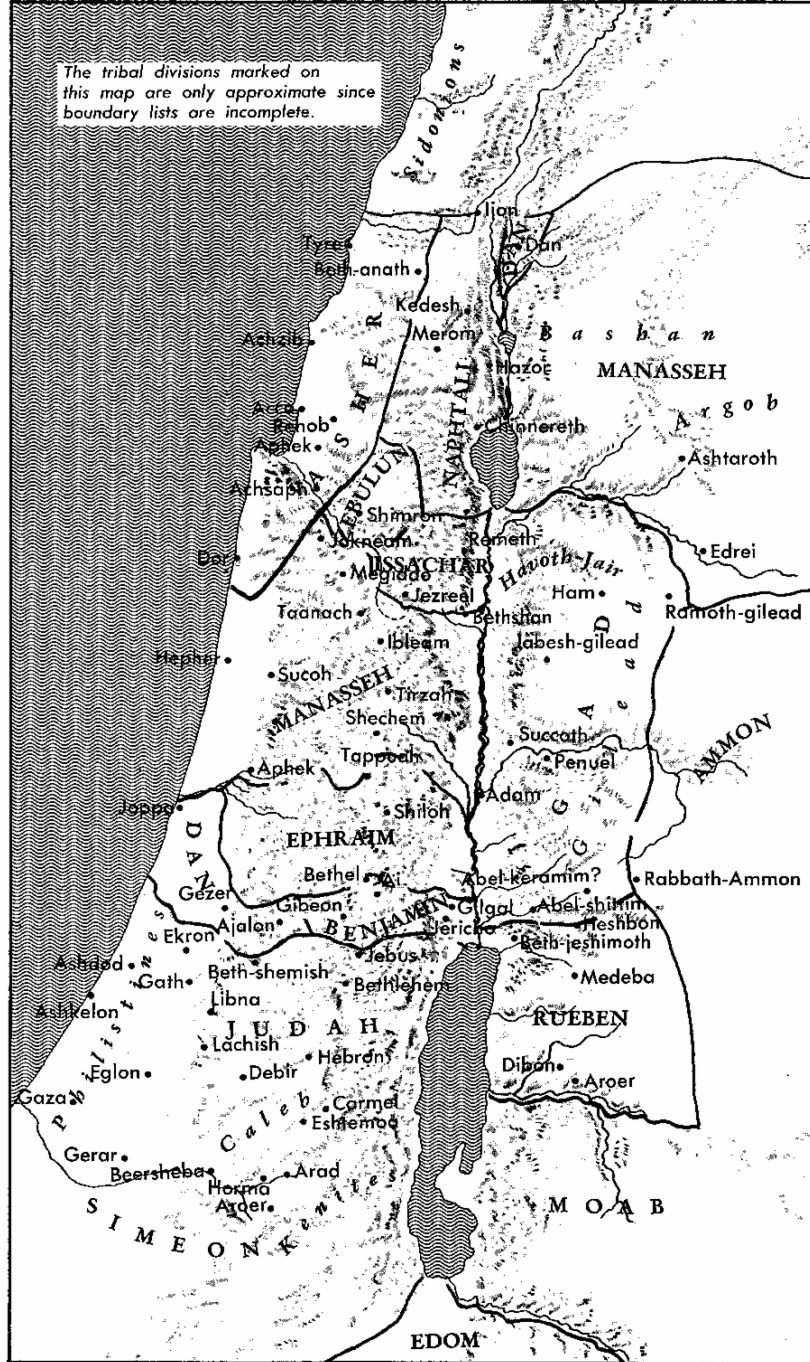 The tribal divisions marked on
this map are only approximate since
boundary lists are incomplete.
Sidonians
Ijon
Tyre
DAN
Dan
Beth-anath
Kedesh
Bashan
Achzib
ASHER
Merom
Hazor
MANASSEH
NAPHTALI
Argob
Acco
Rehob
Chinnereth
Aphek
Ashtaroth
ZEBULUN
Achsaph
Shimron
Jokneam
Remeth
Edrei
Dor
ISSACHAR
Havoth-Jair
Megiddo
Jezreel
Ham
Ramoth-gilead
Taanach
Bethshan
Ibleam
Jabesh-gilead
Hepher
Sucoh
MANASSEH
Tirzah
GAD
Gilead
Shechem
Succoth
AMMON
Tappuah
Penuel
Aphek
Adam
Joppa
Shiloh
DAN
EPHRAIM
Bethel
Ai
Abel-keramim?
Rabbath-Ammon
Gezer
Gibeon
BENJAMIN
Gilgal
Abel-shittim
Ajalon
Jericho
Heshbon
Ekron
Beth-jeshimoth
Philistines
Jebus
Ashdod
Beth-shemish
Gath
Bethlehem
Medeba
Ashkelon
Libna
JUDAH
RUEBEN
Lachish
Hebron
Eglon
Debir
Dibon
Aroer
Gaza
Caleb
Carmel
Eshtemoa
Gerar
Beersheba
Arad
Horma
Aroer
Kenite
SIMEON
MOAB
EDOM